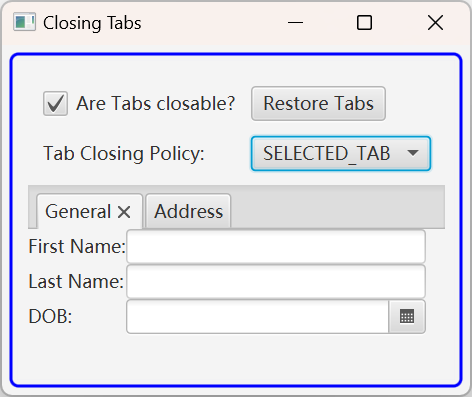 Closing Tabs
Are Tabs closable? Restore Tabs
Tab Closing Policy: SELECTED_TAB
General Address
First Name:
Last Name:
DOB: